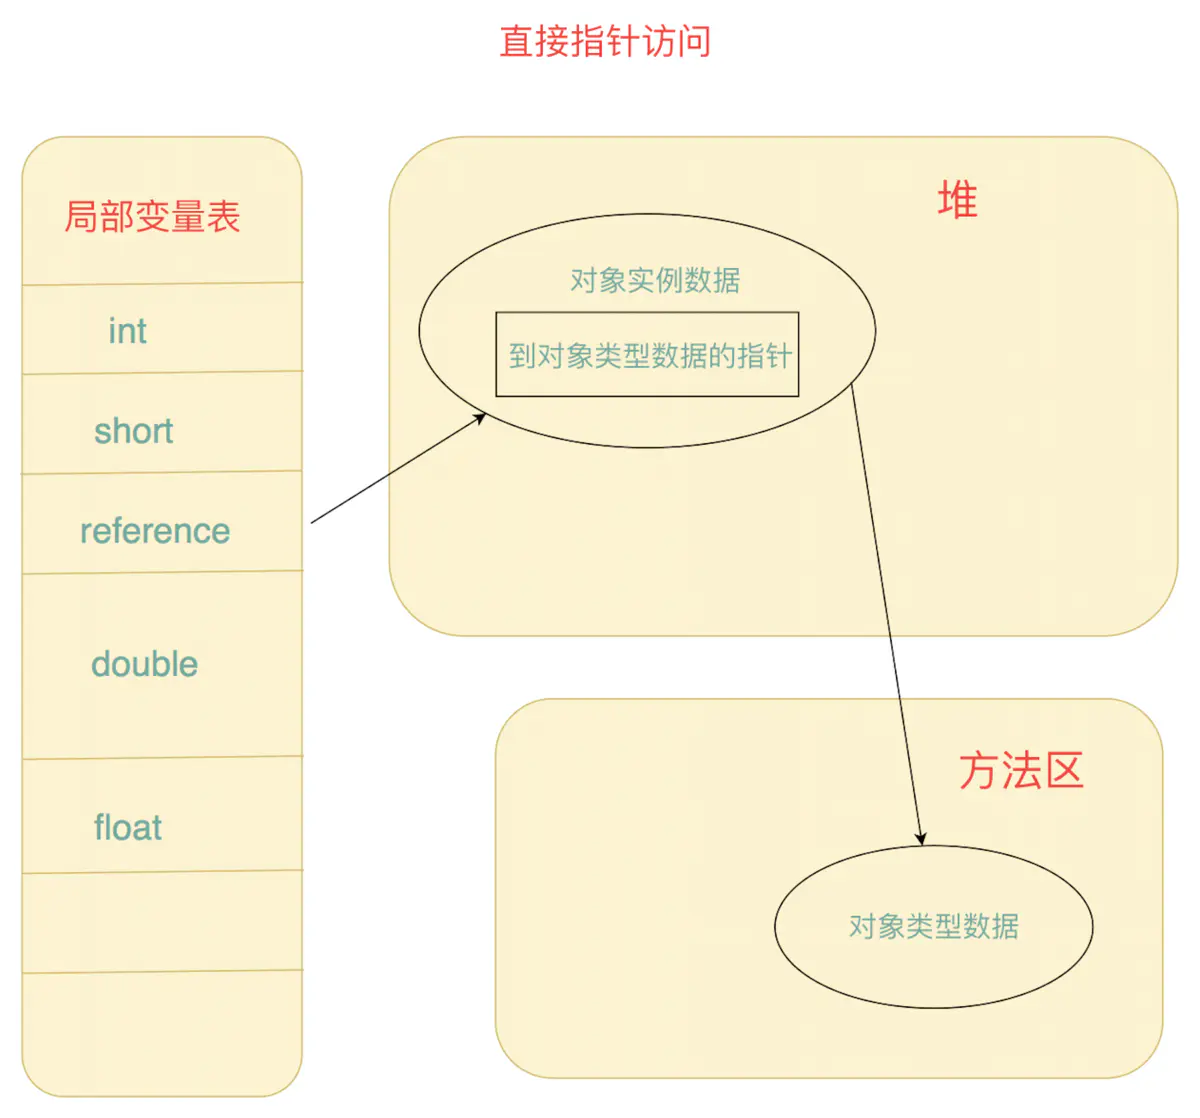 直接指针访问
局部变量表
int
short
reference
double
float
堆
对象实例数据
到对象类型数据的指针
方法区
对象类型数据